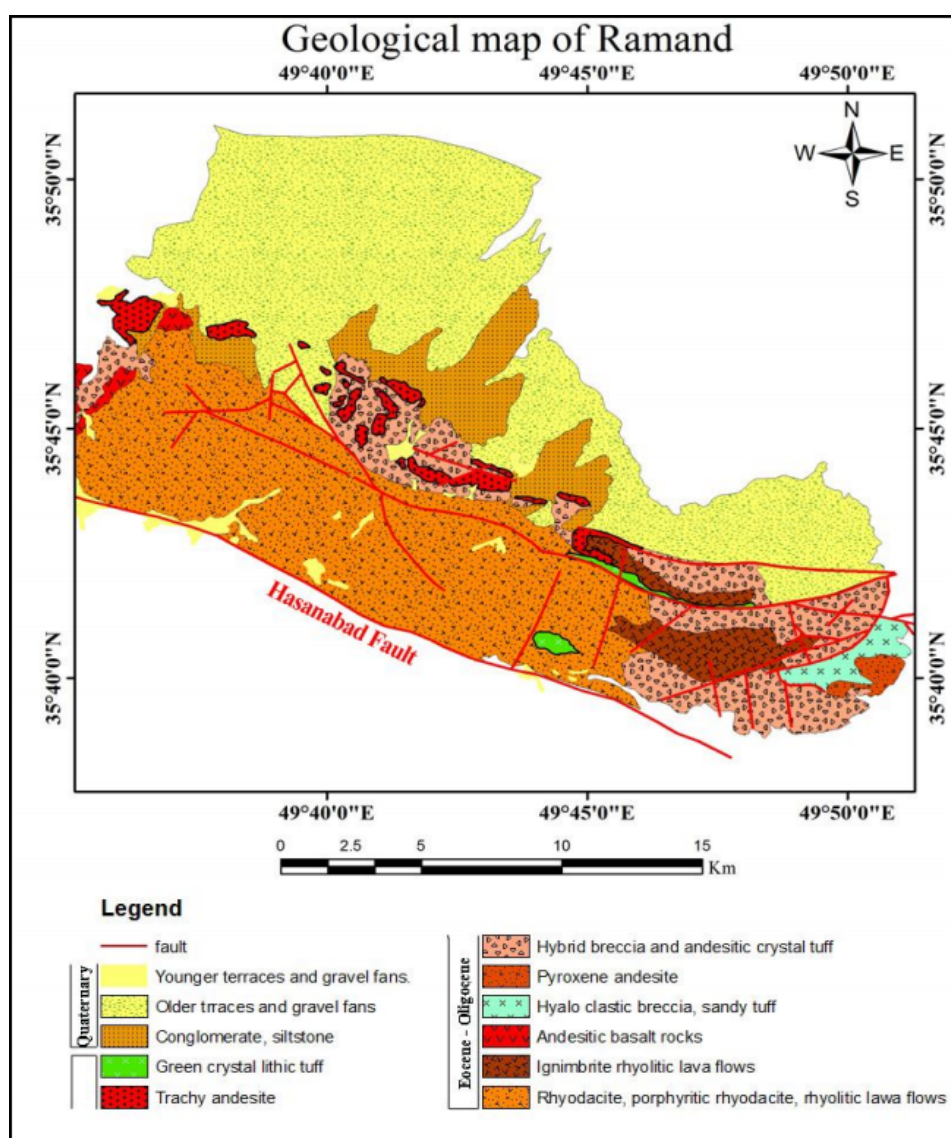 Geological map of Ramand
49°40'0"E 49°45'0"E 49°50'0"E
N
W E
S
35°50'0"N 35°50'0"N
35°45'0"N 35°45'0"N
35°40'0"N 35°40'0"N
Hasanabad Fault
49°40'0"E 49°45'0"E 49°50'0"E
0 2.5 5 10 15
Km
Legend
fault
Quaternary
Younger terraces and gravel fans.
Older trraces and gravel fans
Conglomerate, siltstone
Green crystal lithic tuff
Trachy andesite
Eocene - Oligocene
Hybrid breccia and andesitic crystal tuff
Pyroxene andesite
Hyalo clastic breccia, sandy tuff
Andesitic basalt rocks
Ignimbrite rhyolitic lava flows
Rhyodacite, porphyritic rhyodacite, rhyolitic lawa flows